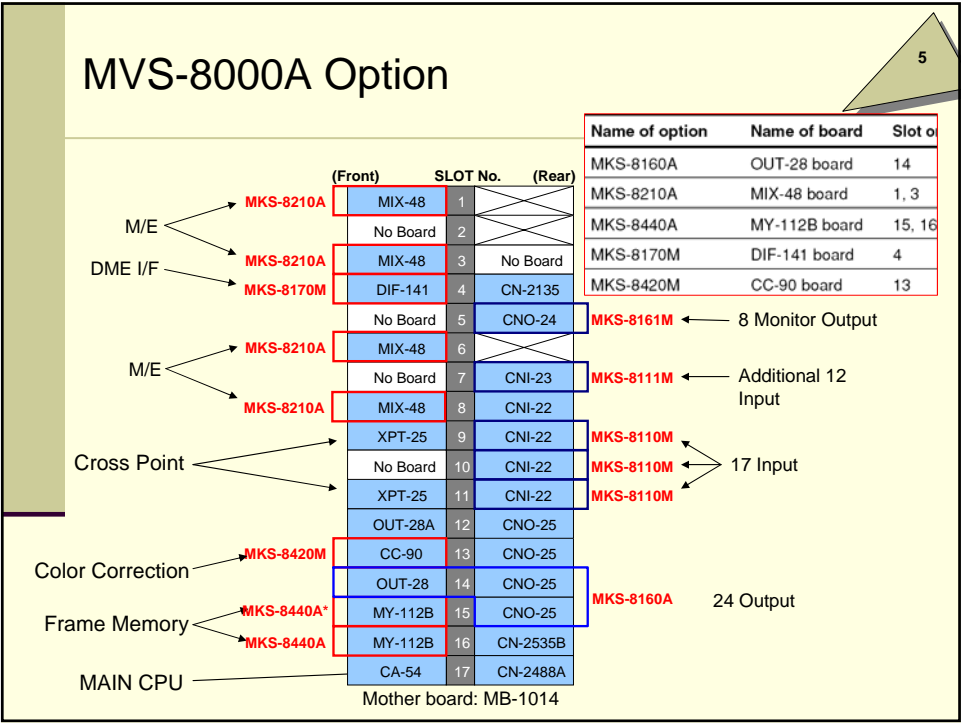 5
MVS-8000A Option
Name of option Name of board Slot o
MKS-8160A OUT-28 board 14
MKS-8210A MIX-48 board 1, 3
MKS-8440A MY-112B board 15, 16
MKS-8170M DIF-141 board 4
MKS-8420M CC-90 board 13
(Front) SLOT No. (Rear)
MKS-8210A MIX-48 1
M/E No Board 2
MKS-8210A MIX-48 3 No Board
DME I/F
MKS-8170M DIF-141 4 CN-2135
No Board 5 CNO-24 MKS-8161M 8 Monitor Output
MKS-8210A MIX-48 6
M/E No Board 7 CNI-23 MKS-8111M Additional 12
Input
MKS-8210A MIX-48 8 CNI-22
XPT-25 9 CNI-22 MKS-8110M
Cross Point No Board 10 CNI-22 MKS-8110M 17 Input
XPT-25 11 CNI-22 MKS-8110M
OUT-28A 12 CNO-25
MKS-8420M CC-90 13 CNO-25
Color Correction
OUT-28 14 CNO-25
MKS-8160A 24 Output
MKS-8440A* MY-112B 15 CNO-25
Frame Memory
MKS-8440A MY-112B 16 CN-2535B
MAIN CPU CA-54 17 CN-2488A
Mother board: MB-1014